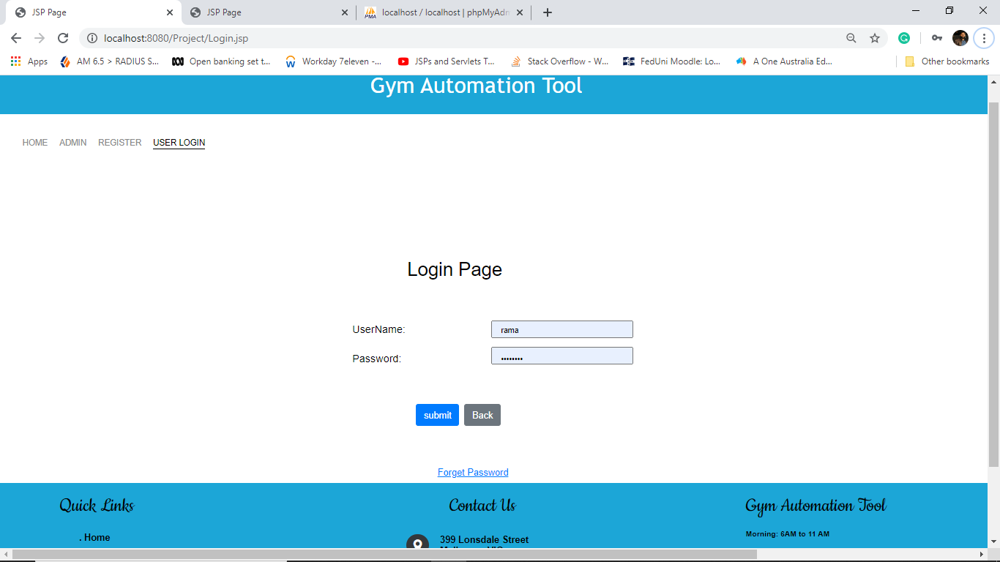 JSP Page
JSP Page
localhost / localhost | phpMyAdn
localhost:8080/Project/Login.jsp
Apps
AM 6.5 > RADIUS S...
Open banking set t...
Workday 7eleven -...
JSPs and Servlets T...
Stack Overflow - W...
FedUni Moodle: Lo...
A One Australia Ed...
Other bookmarks
Gym Automation Tool
HOME ADMIN REGISTER USER LOGIN
Login Page
UserName: rama
Password: ••••••••
submit Back
Forget Password
Quick Links
. Home
Contact Us
399 Lonsdale Street
Gym Automation Tool
Morning: 6AM to 11 AM